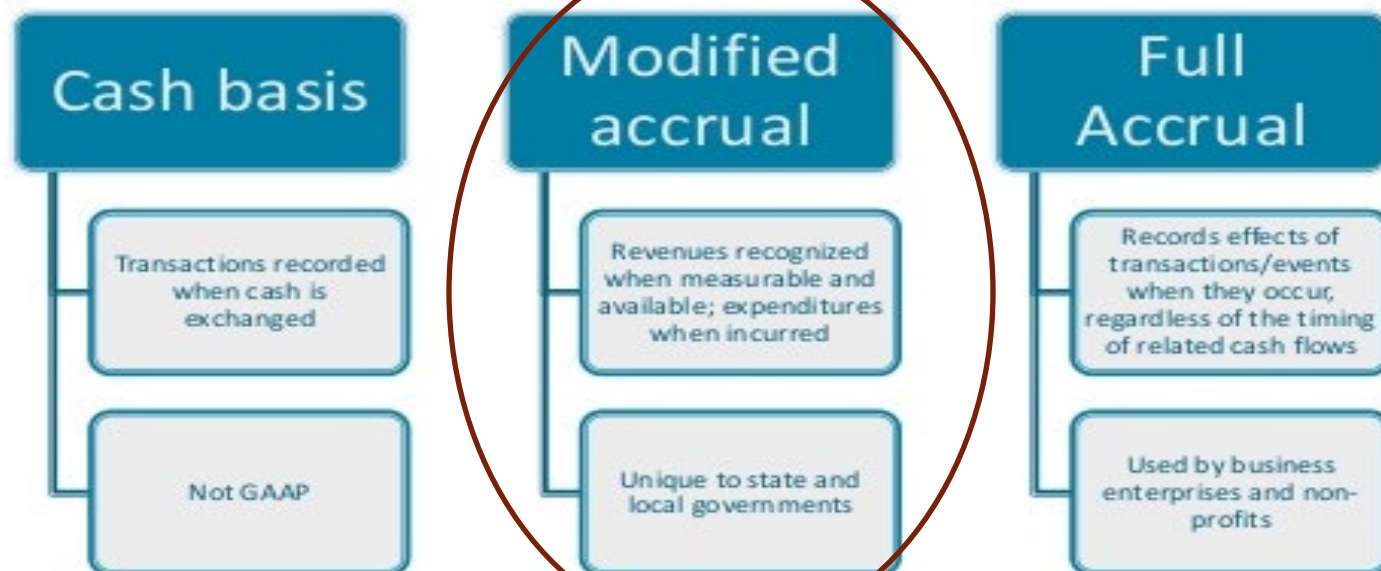 Cash basis
Transactions recorded
when cash is
exchanged
Not GAAP
Modified
accrual
Revenues recognized
when measurable and
available; expenditures
when incurred
Unique to state and
local governments
Full
Accrual
Records effects of
transactions/events
when they occur,
regardless of the timing
of related cash flows
Used by business
enterprises and non-
profits